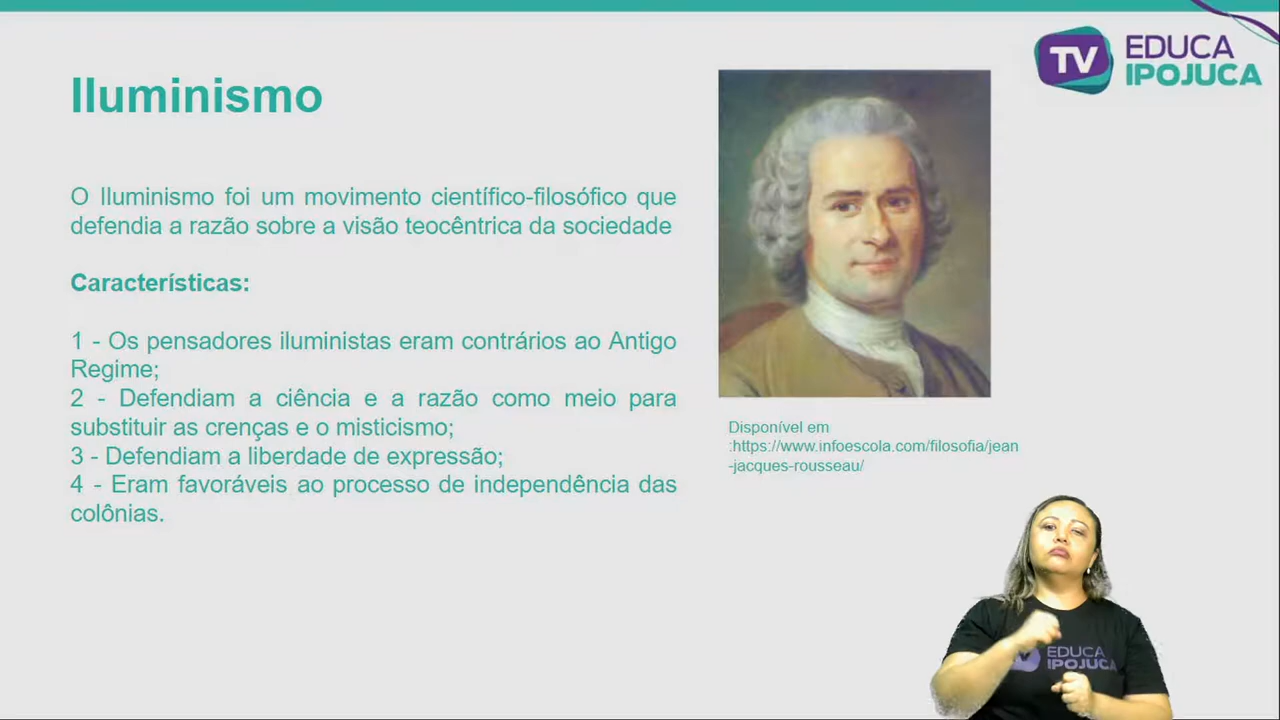 TV EDUCA
IPOJUCA
Iluminismo
O Iluminismo foi um movimento científico-filosófico que
defendia a razão sobre a visão teocêntrica da sociedade
Características:
1 - Os pensadores iluministas eram contrários ao Antigo
Regime;
2 - Defendiam a ciência e a razão como meio para
substituir as crenças e o misticismo;
3 - Defendiam a liberdade de expressão;
4 - Eram favoráveis ao processo de independência das
colônias.
Disponível em
:https://www.infoescola.com/filosofia/jean
-jacques-rousseau/
TV EDUCA
IPOJUCA